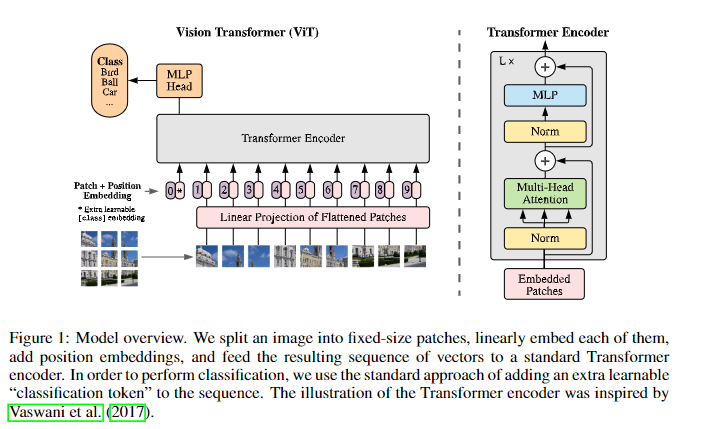 Vision Transformer (ViT)
Transformer Encoder
Class
Bird
Ball
Car
...
MLP
Head
Transformer Encoder
Patch + Position
Embedding
* Extra learnable
[class] embedding
0 * 1 2 3 4 5 6 7 8 9
Linear Projection of Flattened Patches
L x
+
MLP
Norm
+
Multi-Head
Attention
Norm
Embedded
Patches
Figure 1: Model overview. We split an image into fixed-size patches, linearly embed each of them,
add position embeddings, and feed the resulting sequence of vectors to a standard Transformer
encoder. In order to perform classification, we use the standard approach of adding an extra learnable
“classification token” to the sequence. The illustration of the Transformer encoder was inspired by
Vaswani et al. (2017).